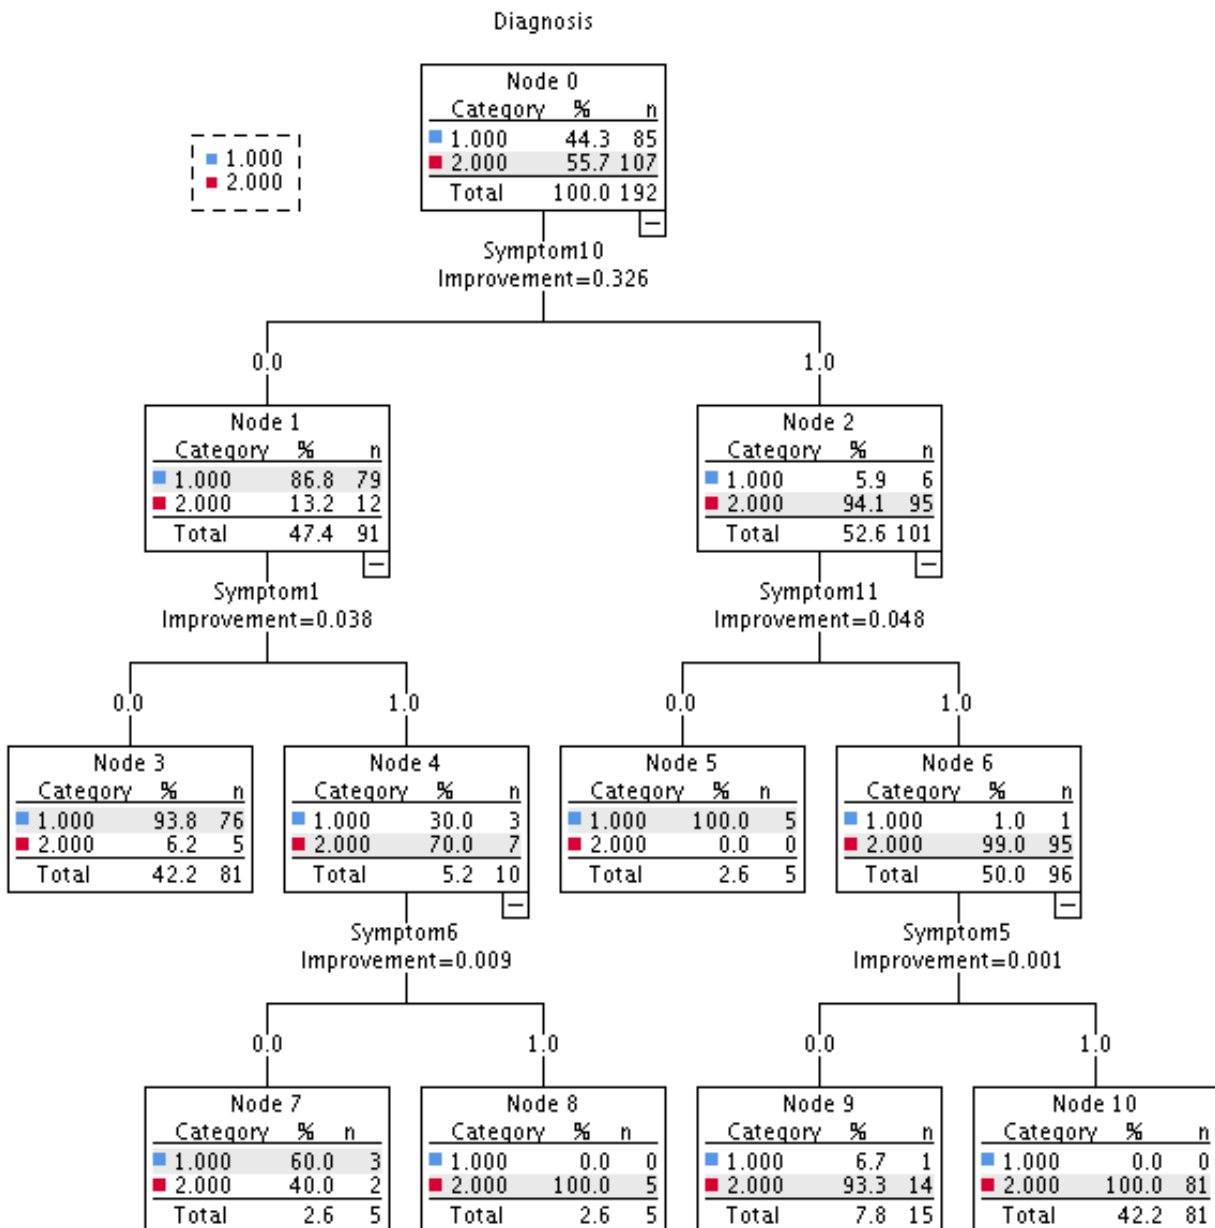 Diagnosis
Node 0
Category % n
1.000 44.3 85
2.000 55.7 107
Total 100.0 192
1.000
2.000
Symptom10
Improvement=0.326
0.0 1.0
Node 1
Category % n
1.000 86.8 79
2.000 13.2 12
Total 47.4 91
Node 2
Category % n
1.000 5.9 6
2.000 94.1 95
Total 52.6 101
Symptom1
Improvement=0.038
Symptom11
Improvement=0.048
0.0 1.0 0.0 1.0
Node 3
Category % n
1.000 93.8 76
2.000 6.2 5
Total 42.2 81
Node 4
Category % n
1.000 30.0 3
2.000 70.0 7
Total 5.2 10
Node 5
Category % n
1.000 100.0 5
2.000 0.0 0
Total 2.6 5
Node 6
Category % n
1.000 1.0 1
2.000 99.0 95
Total 50.0 96
Symptom6
Improvement=0.009
Symptom5
Improvement=0.001
0.0 1.0 0.0 1.0
Node 7
Category % n
1.000 60.0 3
2.000 40.0 2
Total 2.6 5
Node 8
Category % n
1.000 0.0 0
2.000 100.0 5
Total 2.6 5
Node 9
Category % n
1.000 6.7 1
2.000 93.3 14
Total 7.8 15
Node 10
Category % n
1.000 0.0 0
2.000 100.0 81
Total 42.2 81